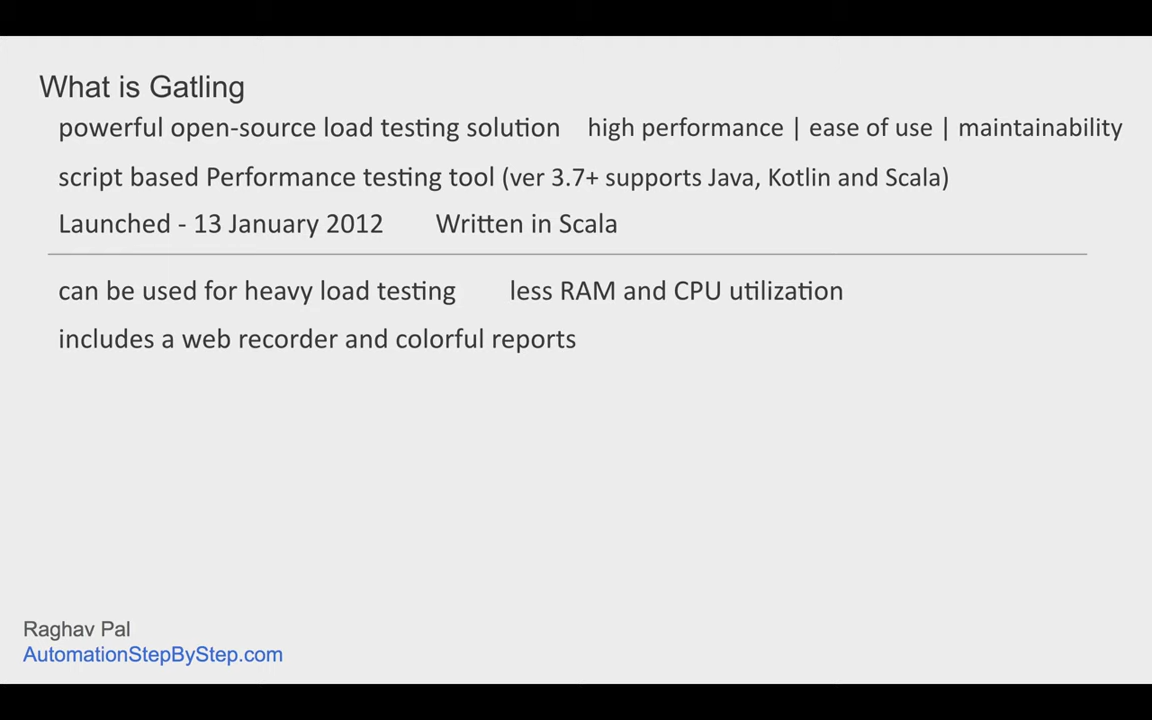 What is Gatling
powerful open-source load testing solution high performance | ease of use | maintainability
script based Performance testing tool (ver 3.7+ supports Java, Kotlin and Scala)
Launched - 13 January 2012 Written in Scala
can be used for heavy load testing less RAM and CPU utilization
includes a web recorder and colorful reports
Raghav Pal
AutomationStepByStep.com